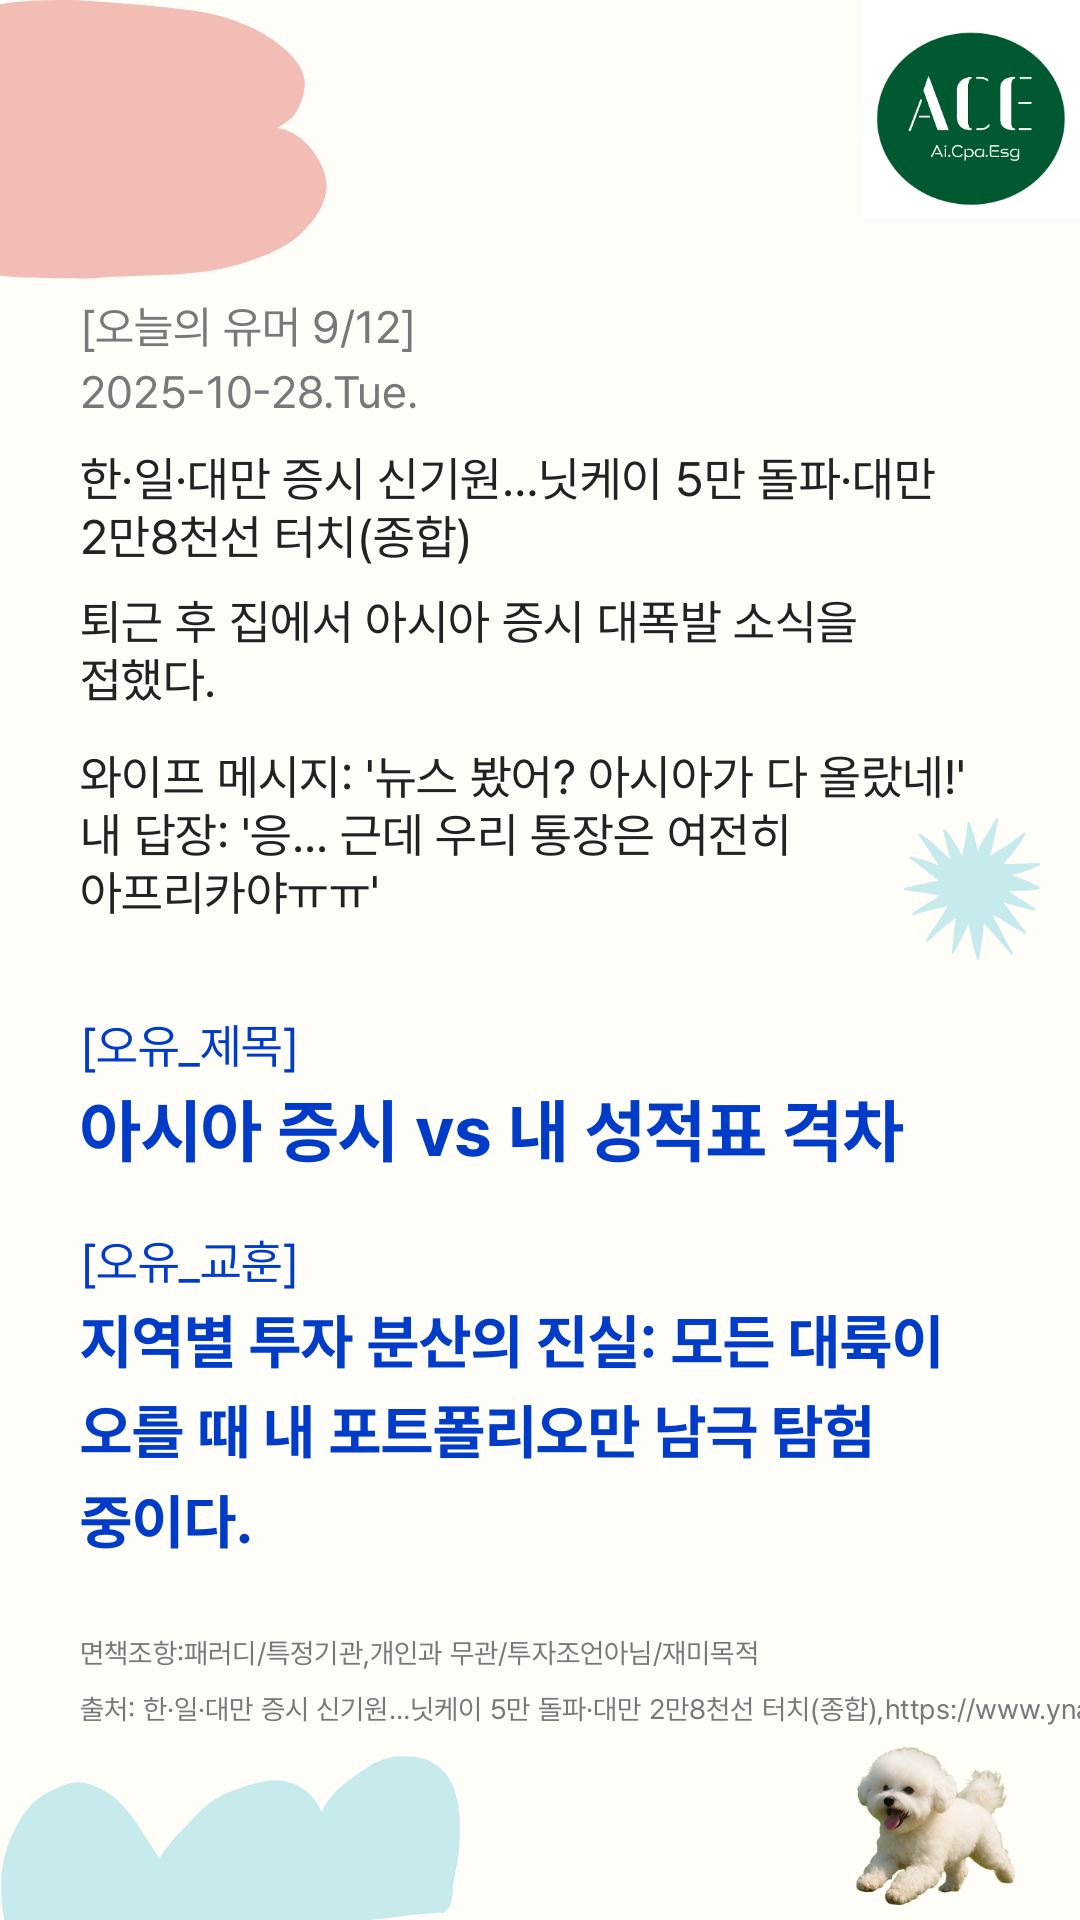 ACE
Ai.Cpa.Esg
[오늘의 유머 9/12]
2025-10-28.Tue.
한·일·대만 증시 신기원…닛케이 5만 돌파·대만
2만8천선 터치(종합)
퇴근 후 집에서 아시아 증시 대폭발 소식을
접했다.
와이프 메시지: '뉴스 봤어? 아시아가 다 올랐네!'
내 답장: '응... 근데 우리 통장은 여전히
아프리카야ㅠㅠ'
[오유_제목]
아시아 증시 vs 내 성적표 격차
[오유_교훈]
지역별 투자 분산의 진실: 모든 대륙이
오를 때 내 포트폴리오만 남극 탐험
중이다.
면책조항:패러디/특정기관,개인과 무관/투자조언아님/재미목적
출처: 한·일·대만 증시 신기원…닛케이 5만 돌파·대만 2만8천선 터치(종합),https://www.yna